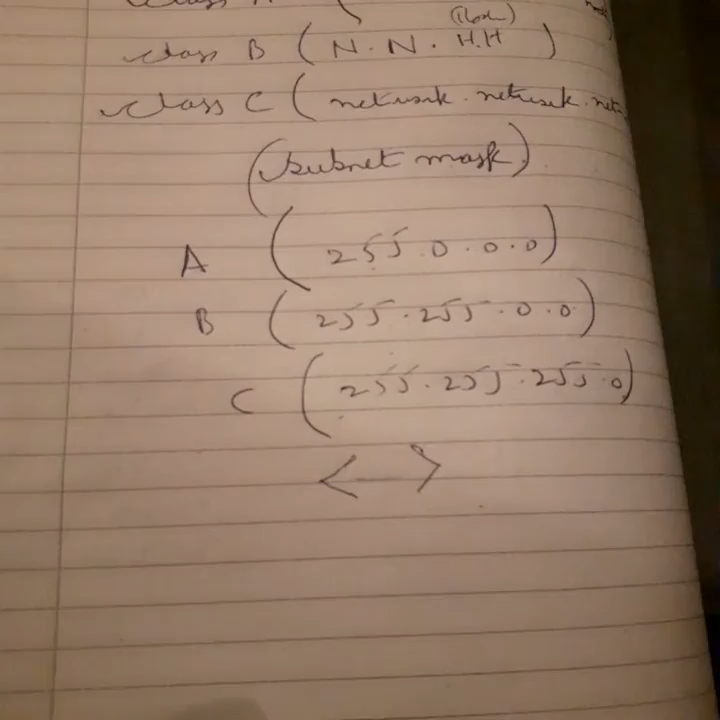 class A (
(Host)
class B ( N . N . H.H )
class C ( network . network . net
(subnet mask)
A ( 255.0.0.0 )
B ( 255.255.0.0 )
C ( 255.255.255.0 )